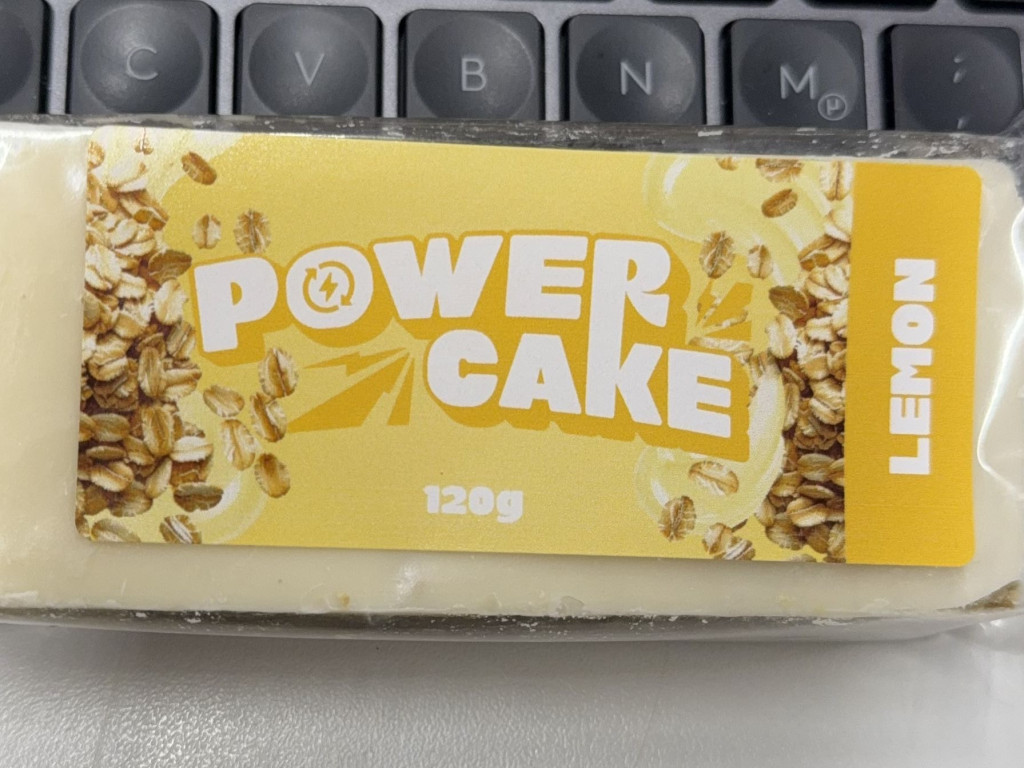 C V B N M µ ;
POWER
CAKE
120g
LEMON